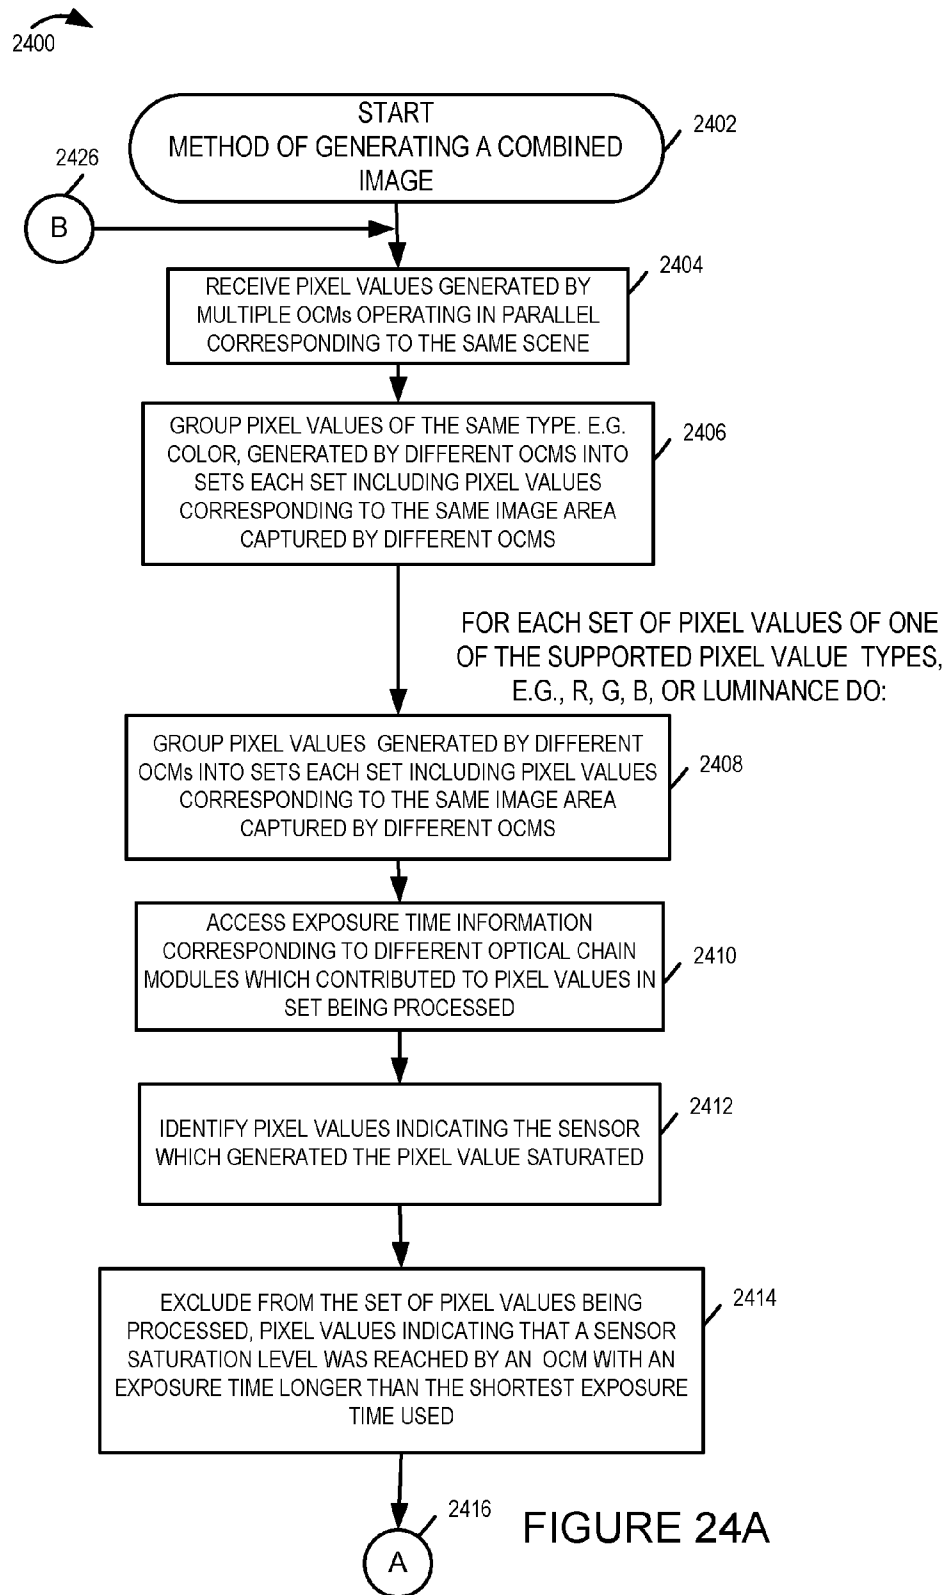 2400
START
METHOD OF GENERATING A COMBINED
IMAGE
2402
2426
B
RECEIVE PIXEL VALUES GENERATED BY
MULTIPLE OCMs OPERATING IN PARALLEL
CORRESPONDING TO THE SAME SCENE
2404
GROUP PIXEL VALUES OF THE SAME TYPE. E.G.
COLOR, GENERATED BY DIFFERENT OCMS INTO
SETS EACH SET INCLUDING PIXEL VALUES
CORRESPONDING TO THE SAME IMAGE AREA
CAPTURED BY DIFFERENT OCMS
2406
FOR EACH SET OF PIXEL VALUES OF ONE
OF THE SUPPORTED PIXEL VALUE TYPES,
E.G., R, G, B, OR LUMINANCE DO:
GROUP PIXEL VALUES GENERATED BY DIFFERENT
OCMs INTO SETS EACH SET INCLUDING PIXEL VALUES
CORRESPONDING TO THE SAME IMAGE AREA
CAPTURED BY DIFFERENT OCMS
2408
ACCESS EXPOSURE TIME INFORMATION
CORRESPONDING TO DIFFERENT OPTICAL CHAIN
MODULES WHICH CONTRIBUTED TO PIXEL VALUES IN
SET BEING PROCESSED
2410
IDENTIFY PIXEL VALUES INDICATING THE SENSOR
WHICH GENERATED THE PIXEL VALUE SATURATED
2412
EXCLUDE FROM THE SET OF PIXEL VALUES BEING
PROCESSED, PIXEL VALUES INDICATING THAT A SENSOR
SATURATION LEVEL WAS REACHED BY AN OCM WITH AN
EXPOSURE TIME LONGER THAN THE SHORTEST EXPOSURE
TIME USED
2414
2416
A
FIGURE 24A